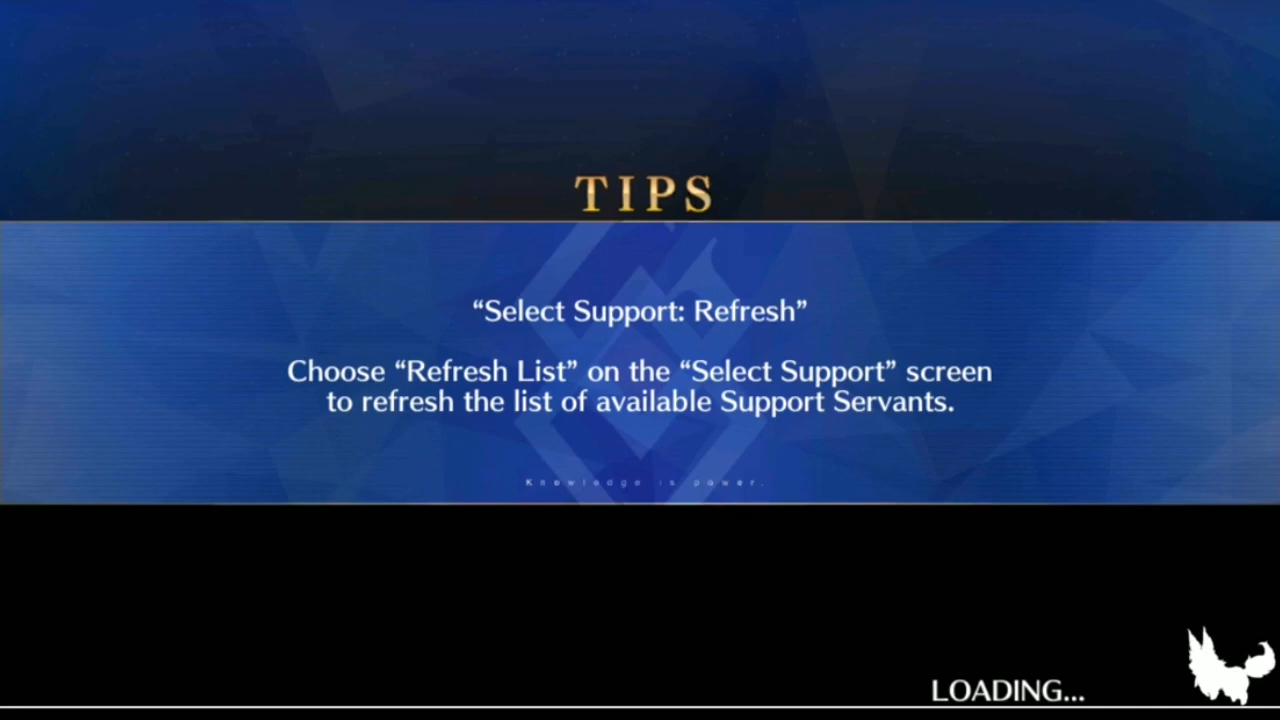 TIPS
“Select Support: Refresh”
Choose “Refresh List” on the “Select Support” screen
to refresh the list of available Support Servants.
Knowledge is power.
LOADING...